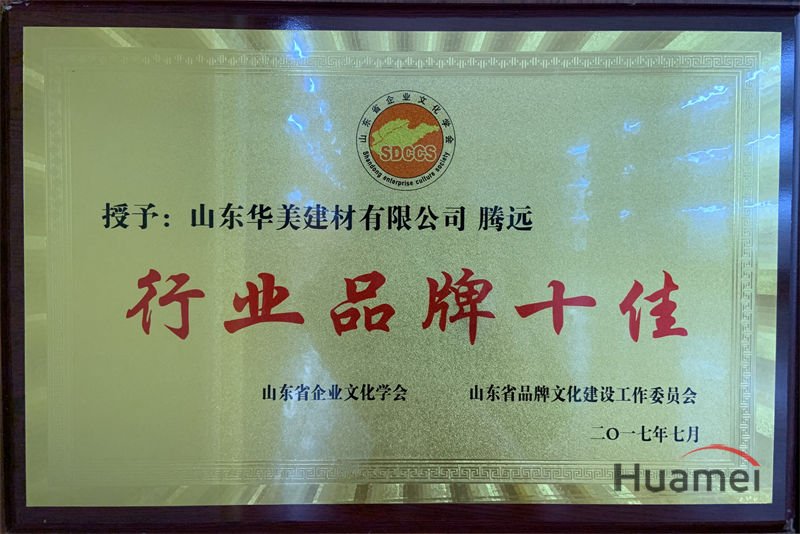 山东省企业文化学会
SDCCS
Shandong enterprise culture society
授予：山东华美建材有限公司 腾远
行业品牌十佳
山东省企业文化学会 山东省品牌文化建设工作委员会
二〇一七年七月
Huamei